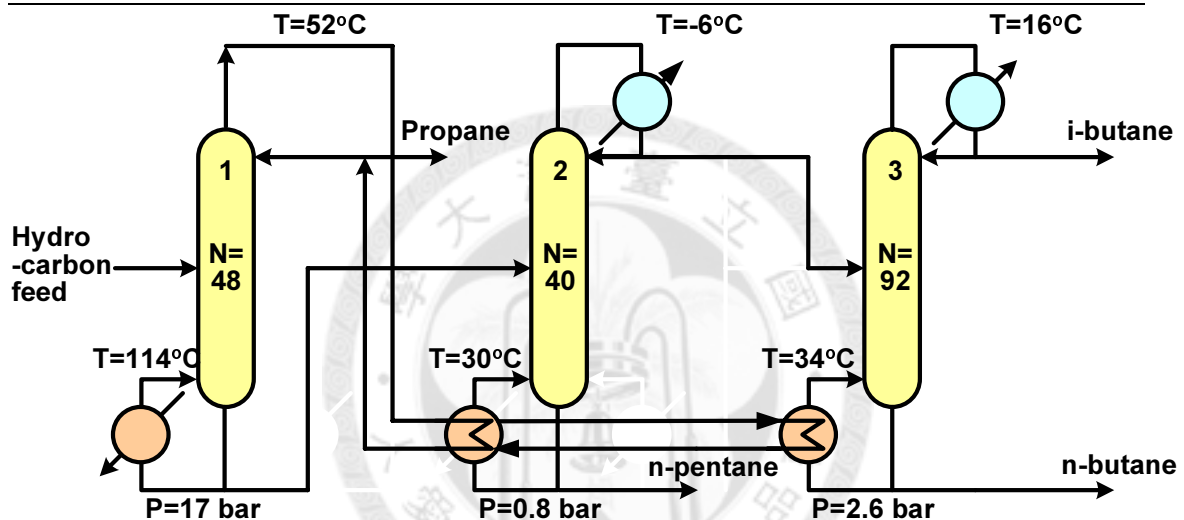 T=52°C
T=-6°C
T=16°C
Propane
i-butane
1
2
3
Hydro
-carbon
feed
N=
48
N=
40
N=
92
T=114°C
T=30°C
T=34°C
n-pentane
n-butane
P=17 bar
P=0.8 bar
P=2.6 bar